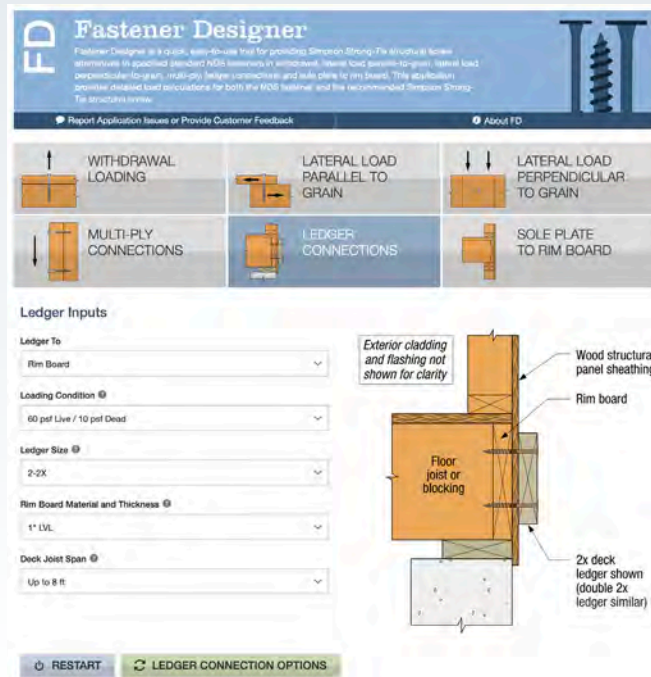 FD
Fastener Designer
Fastener Designer is a quick, easy-to-use tool for providing Simpson Strong-Tie structural screw
alternatives to specified standard NDS fasteners in withdrawal, lateral load parallel-to-grain, lateral load
perpendicular-to-grain, multi-ply, ledger connections and sole plate to rim board. This application
provides detailed load calculations for both the NDS fastener and the recommended Simpson Strong-
Tie structural screw.
Report Application Issues or Provide Customer Feedback
About FD
WITHDRAWAL
LOADING
LATERAL LOAD
PARALLEL TO
GRAIN
LATERAL LOAD
PERPENDICULAR
TO GRAIN
MULTI-PLY
CONNECTIONS
LEDGER
CONNECTIONS
SOLE PLATE
TO RIM BOARD
Ledger Inputs
Ledger To
Rim Board
Loading Condition
60 psf Live / 10 psf Dead
Ledger Size
2-2X
Rim Board Material and Thickness
1" LVL
Deck Joist Span
Up to 8 ft
Exterior cladding
and flashing not
shown for clarity
Wood structura
panel sheathing
Rim board
Floor
joist or
blocking
2x deck
ledger shown
(double 2x
ledger similar)
RESTART
LEDGER CONNECTION OPTIONS